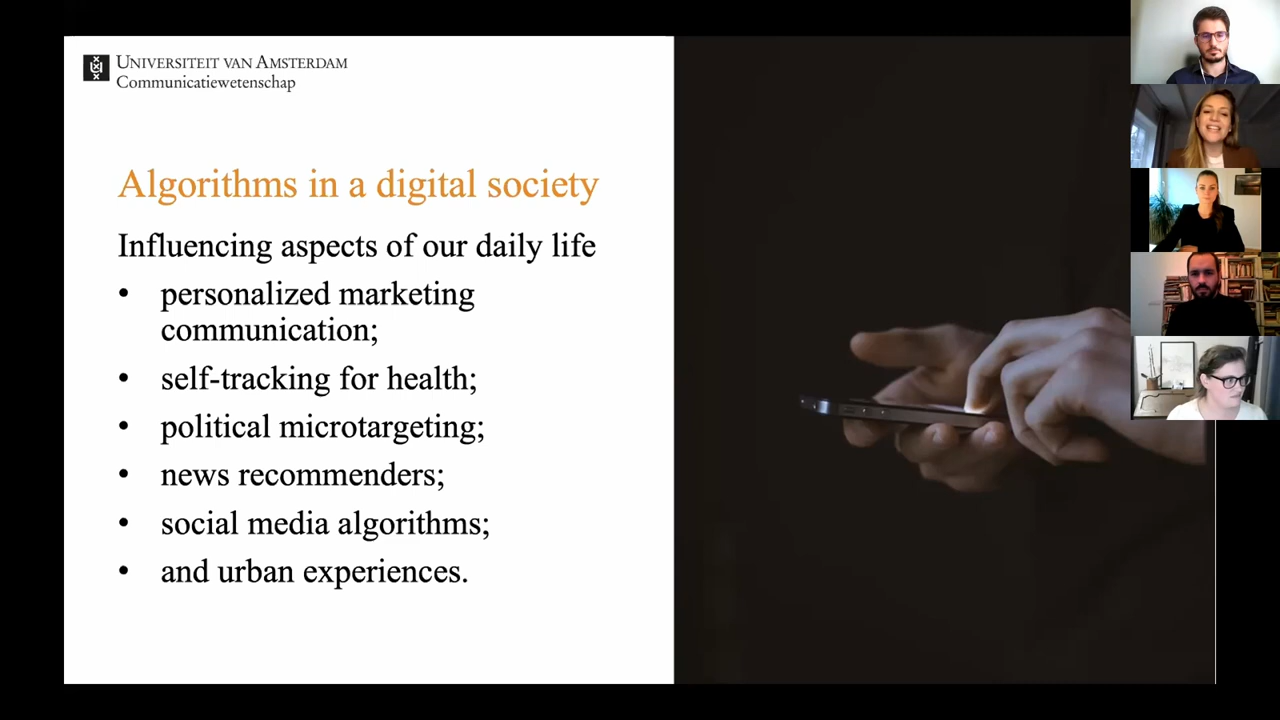 UNIVERSITEIT VAN AMSTERDAM
Communicatiewetenschap
Algorithms in a digital society
Influencing aspects of our daily life
• personalized marketing
communication;
• self-tracking for health;
• political microtargeting;
• news recommenders;
• social media algorithms;
• and urban experiences.